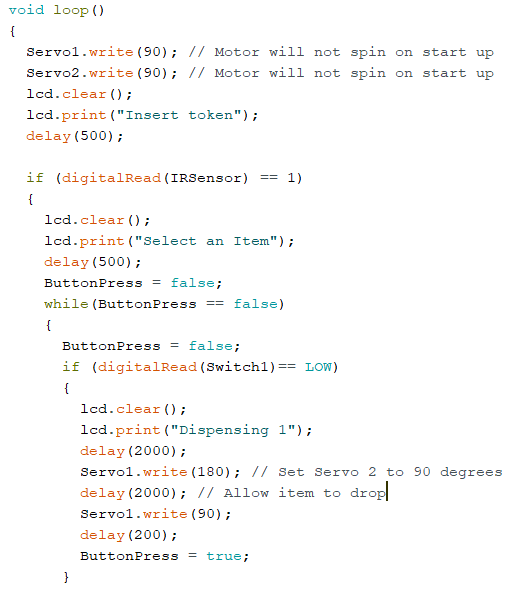 void loop()
{
  Servo1.write(90); // Motor will not spin on start up
  Servo2.write(90); // Motor will not spin on start up
  lcd.clear();
  lcd.print("Insert token");
  delay(500);

  if (digitalRead(IRSensor) == 1)
  {
    lcd.clear();
    lcd.print("Select an Item");
    delay(500);
    ButtonPress = false;
    while(ButtonPress == false)
    {
      ButtonPress = false;
      if (digitalRead(Switch1)== LOW)
      {
        lcd.clear();
        lcd.print("Dispensing 1");
        delay(2000);
        Servo1.write(180); // Set Servo 2 to 90 degrees
        delay(2000); // Allow item to drop
        Servo1.write(90);
        delay(200);
        ButtonPress = true;
      }